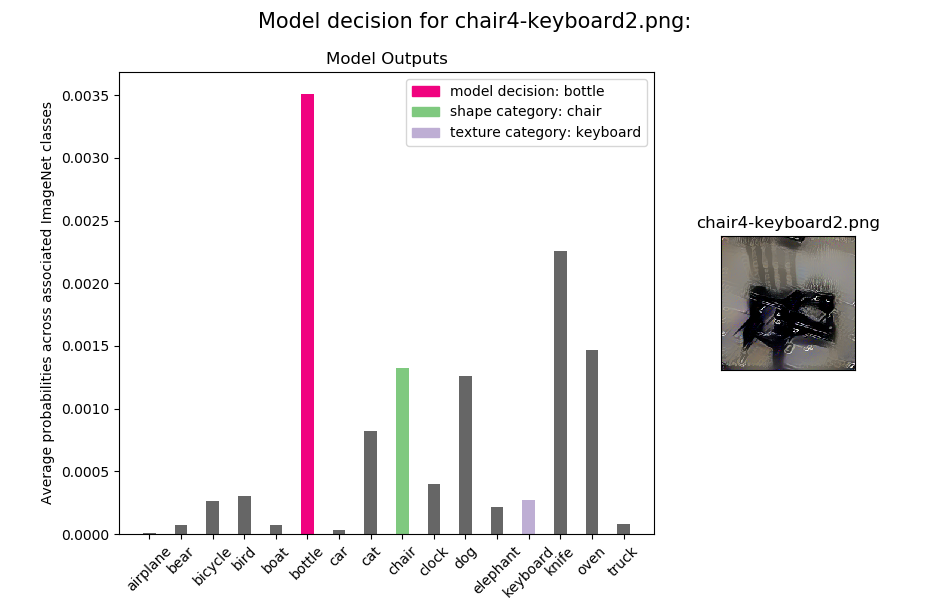 Model decision for chair4-keyboard2.png:
Model Outputs
Average probabilities across associated ImageNet classes
0.0035
0.0030
0.0025
0.0020
0.0015
0.0010
0.0005
0.0000
model decision: bottle
shape category: chair
texture category: keyboard
airplane
bear
bicycle
bird
boat
bottle
car
cat
chair
clock
dog
elephant
keyboard
knife
oven
truck
chair4-keyboard2.png